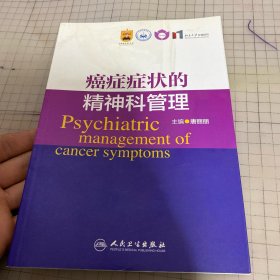 癌症症状的
精神科管理
Psychiatric
management of
cancer symptoms
主编 唐丽丽
人民卫生出版社